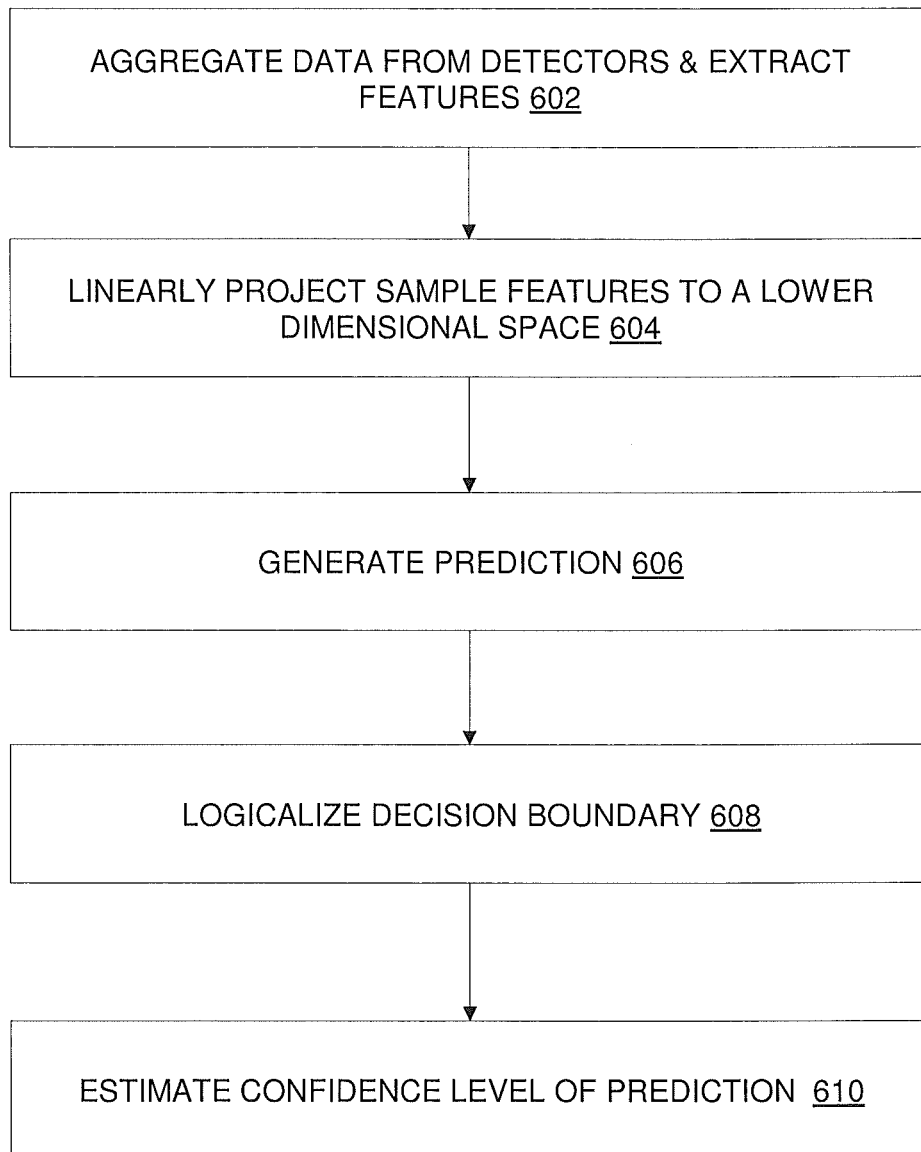 AGGREGATE DATA FROM DETECTORS & EXTRACT
FEATURES 602
LINEARLY PROJECT SAMPLE FEATURES TO A LOWER
DIMENSIONAL SPACE 604
GENERATE PREDICTION 606
LOGICALIZE DECISION BOUNDARY 608
ESTIMATE CONFIDENCE LEVEL OF PREDICTION 610